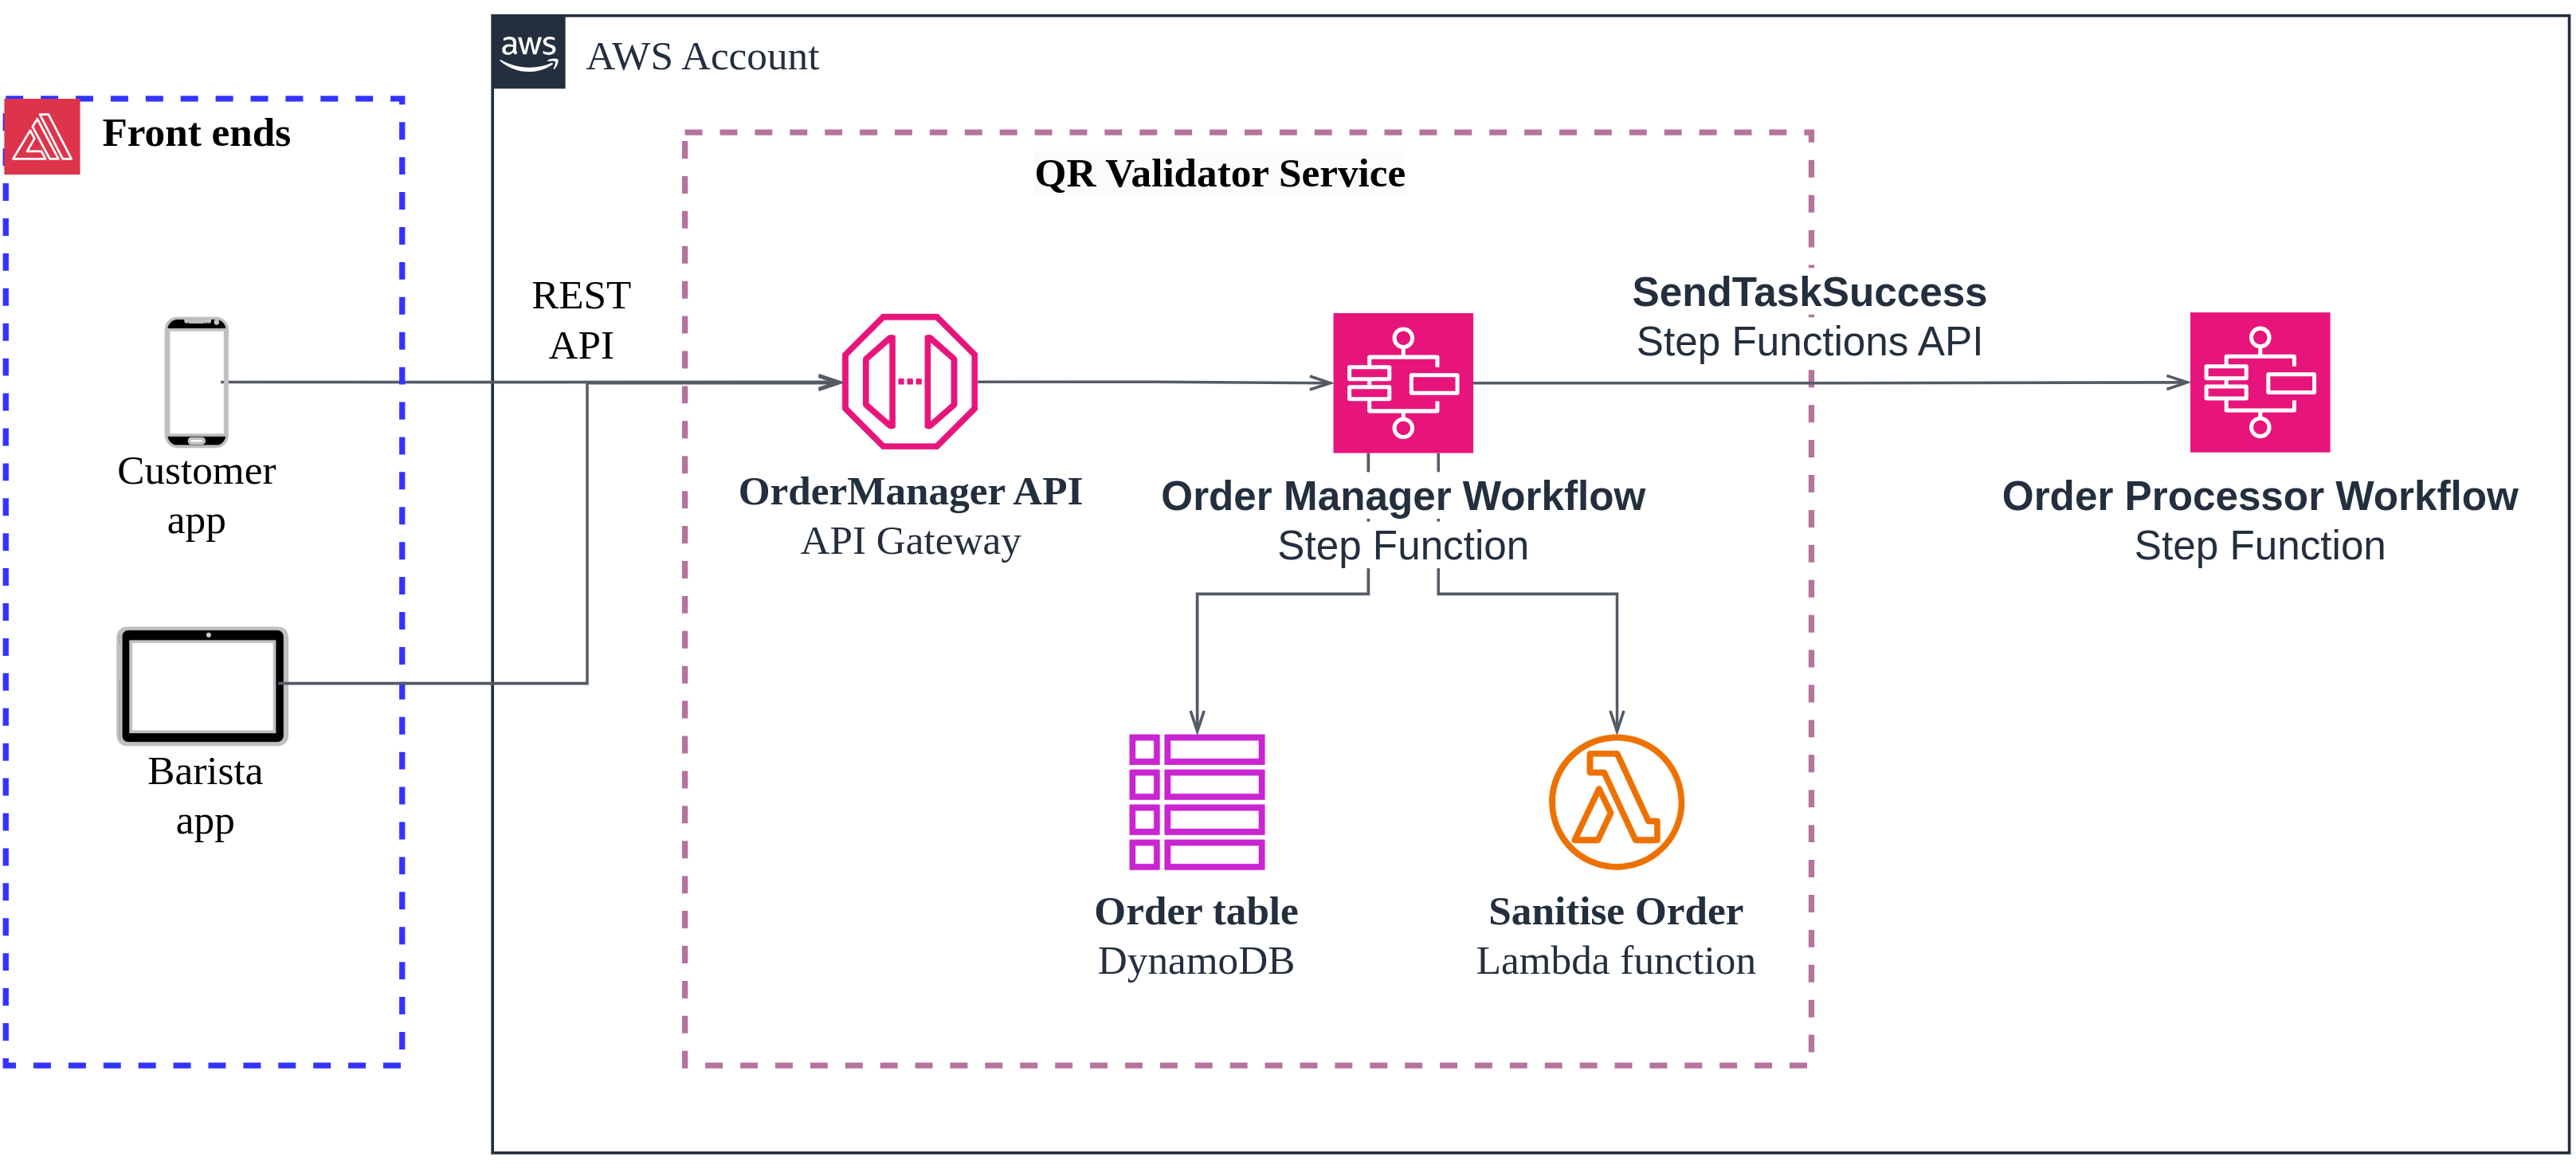 aws
AWS Account
Front ends
QR Validator Service
REST
API
SendTaskSuccess
Step Functions API
Customer
app
OrderManager API
API Gateway
Order Manager Workflow
Step Function
Order Processor Workflow
Step Function
Barista
app
Order table
DynamoDB
Sanitise Order
Lambda function